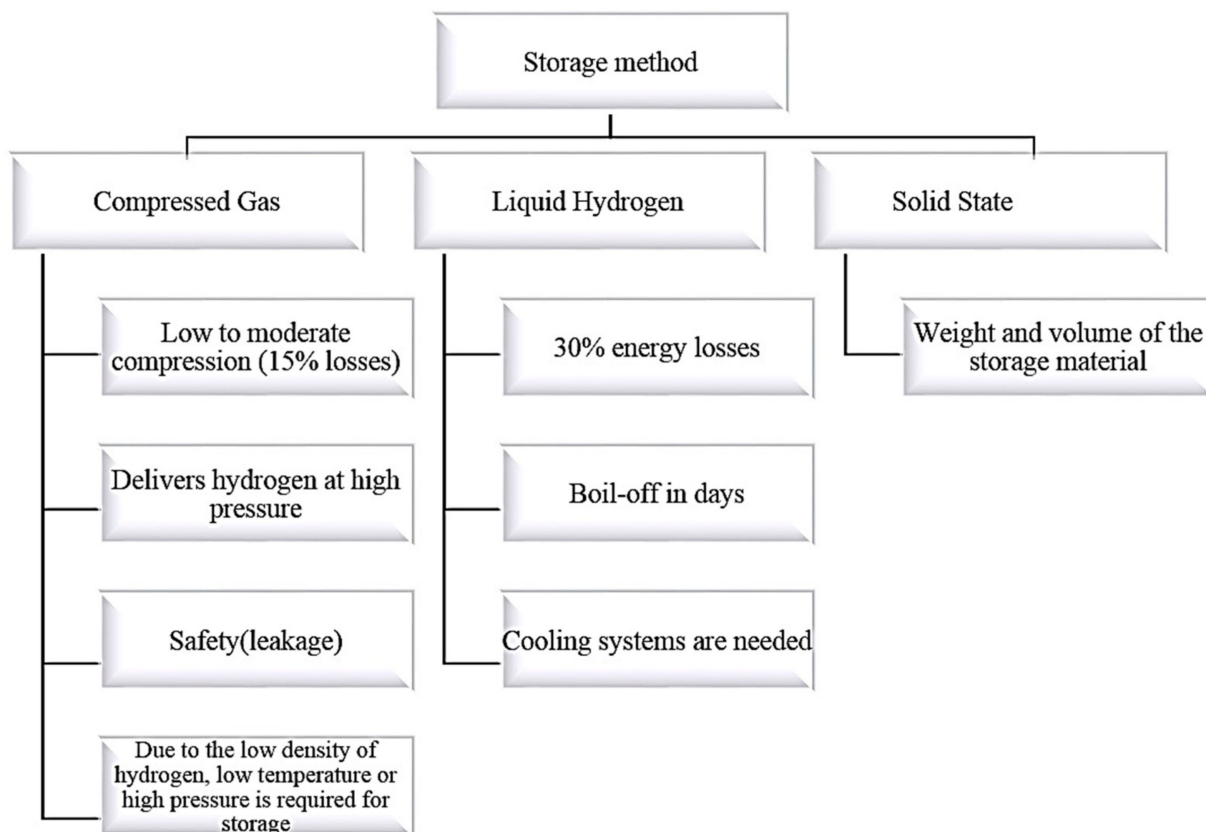 Storage method
Compressed Gas
Low to moderate
compression (15% losses)
Delivers hydrogen at high
pressure
Safety(leakage)
Due to the low density of
hydrogen, low temperature or
high pressure is required for
storage
Liquid Hydrogen
30% energy losses
Boil-off in days
Cooling systems are needed
Solid State
Weight and volume of the
storage material